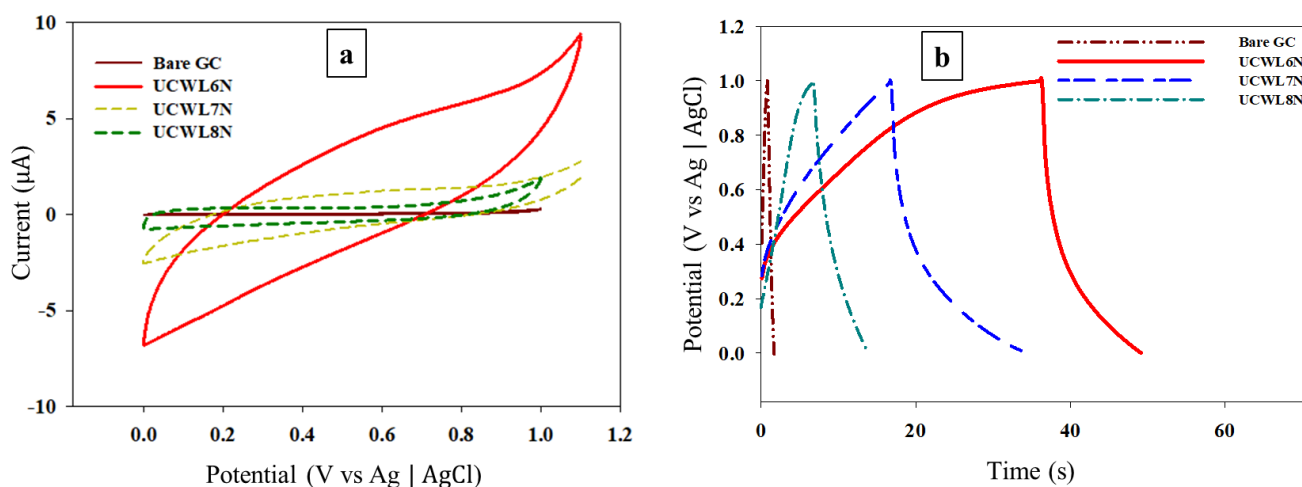 a
Bare GC
UCWL6N
UCWL7N
UCWL8N
Current (µA)
10
5
0
-5
-10
0.0 0.2 0.4 0.6 0.8 1.0 1.2
Potential (V vs Ag | AgCl)
b
Bare GC
UCWL6N
UCWL7N
UCWL8N
Potential (V vs Ag | AgCl)
1.2
1.0
0.8
0.6
0.4
0.2
0.0
0 20 40 60
Time (s)